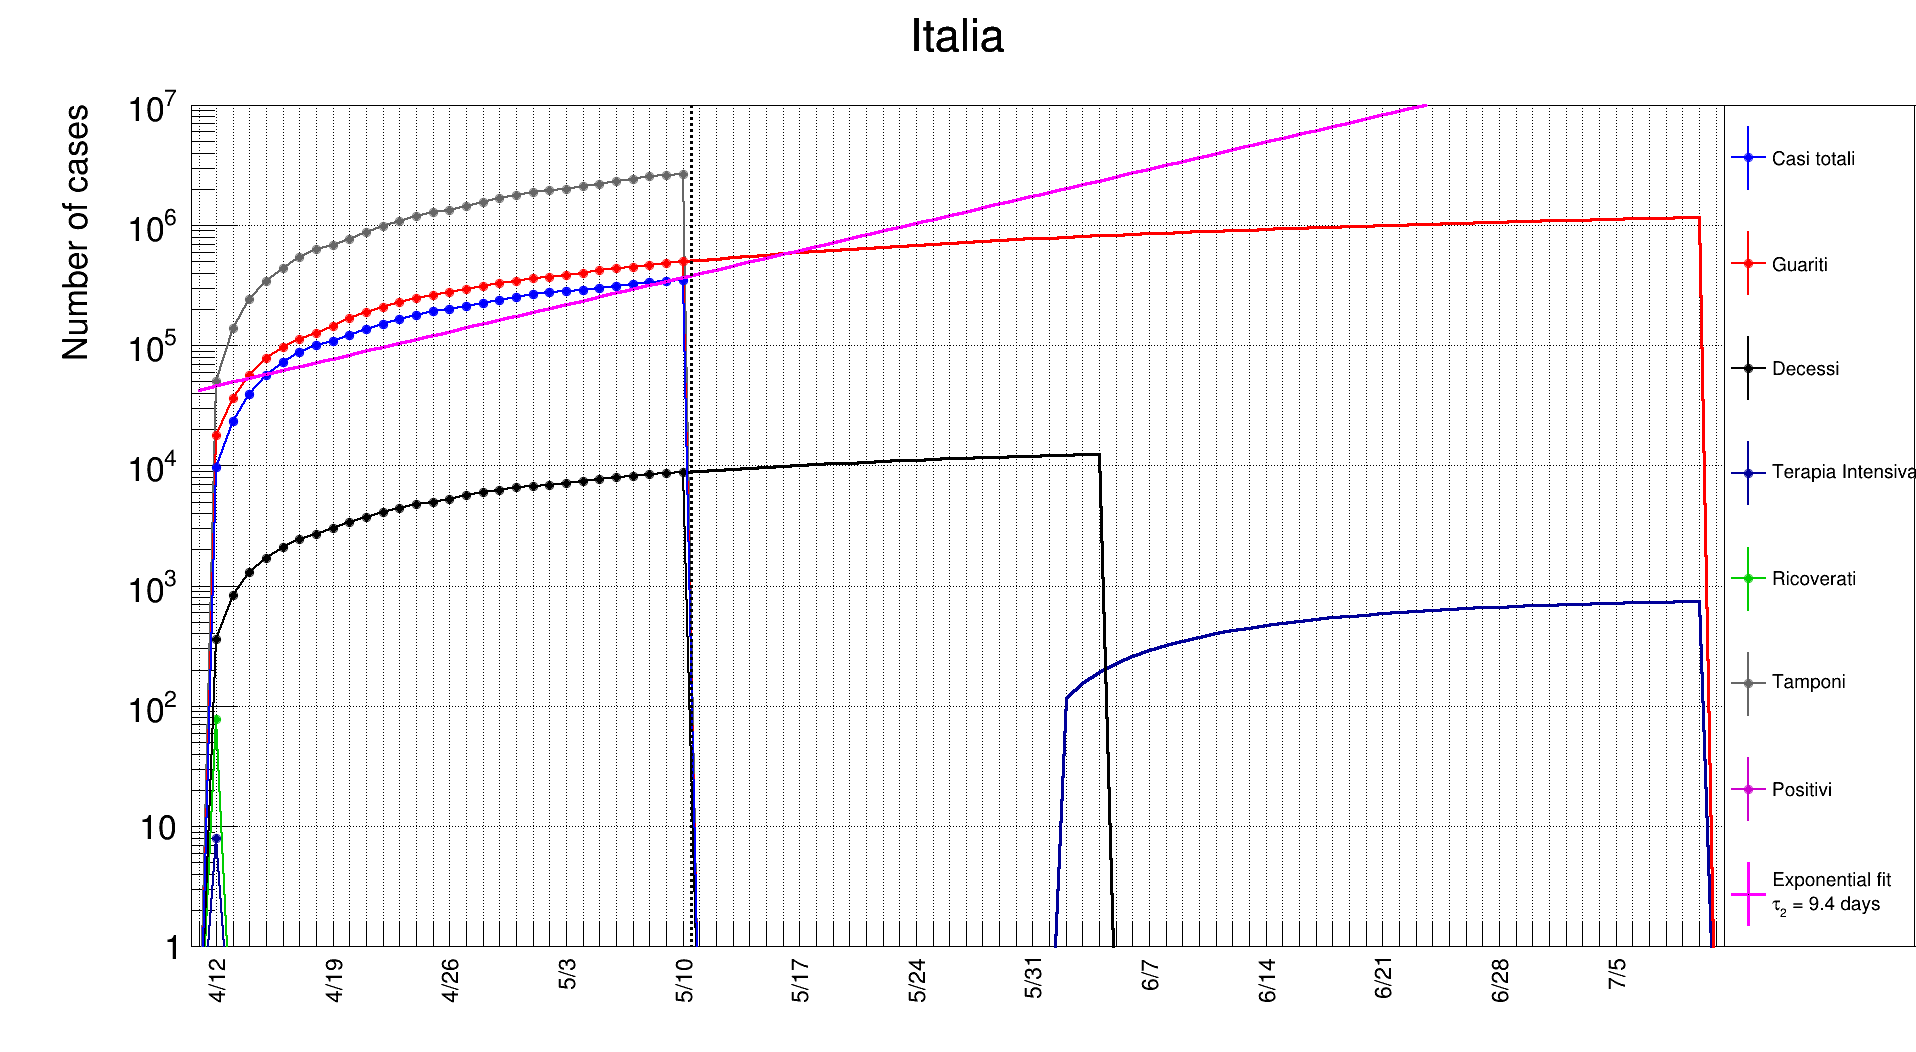 Italia
Number of cases
10^7
10^6
10^5
10^4
10^3
10^2
10
1
4/12
4/19
4/26
5/3
5/10
5/17
5/24
5/31
6/7
6/14
6/21
6/28
7/5
Casi totali
Guariti
Decessi
Terapia Intensiva
Ricoverati
Tamponi
Positivi
Exponential fit
τ_2 = 9.4 days